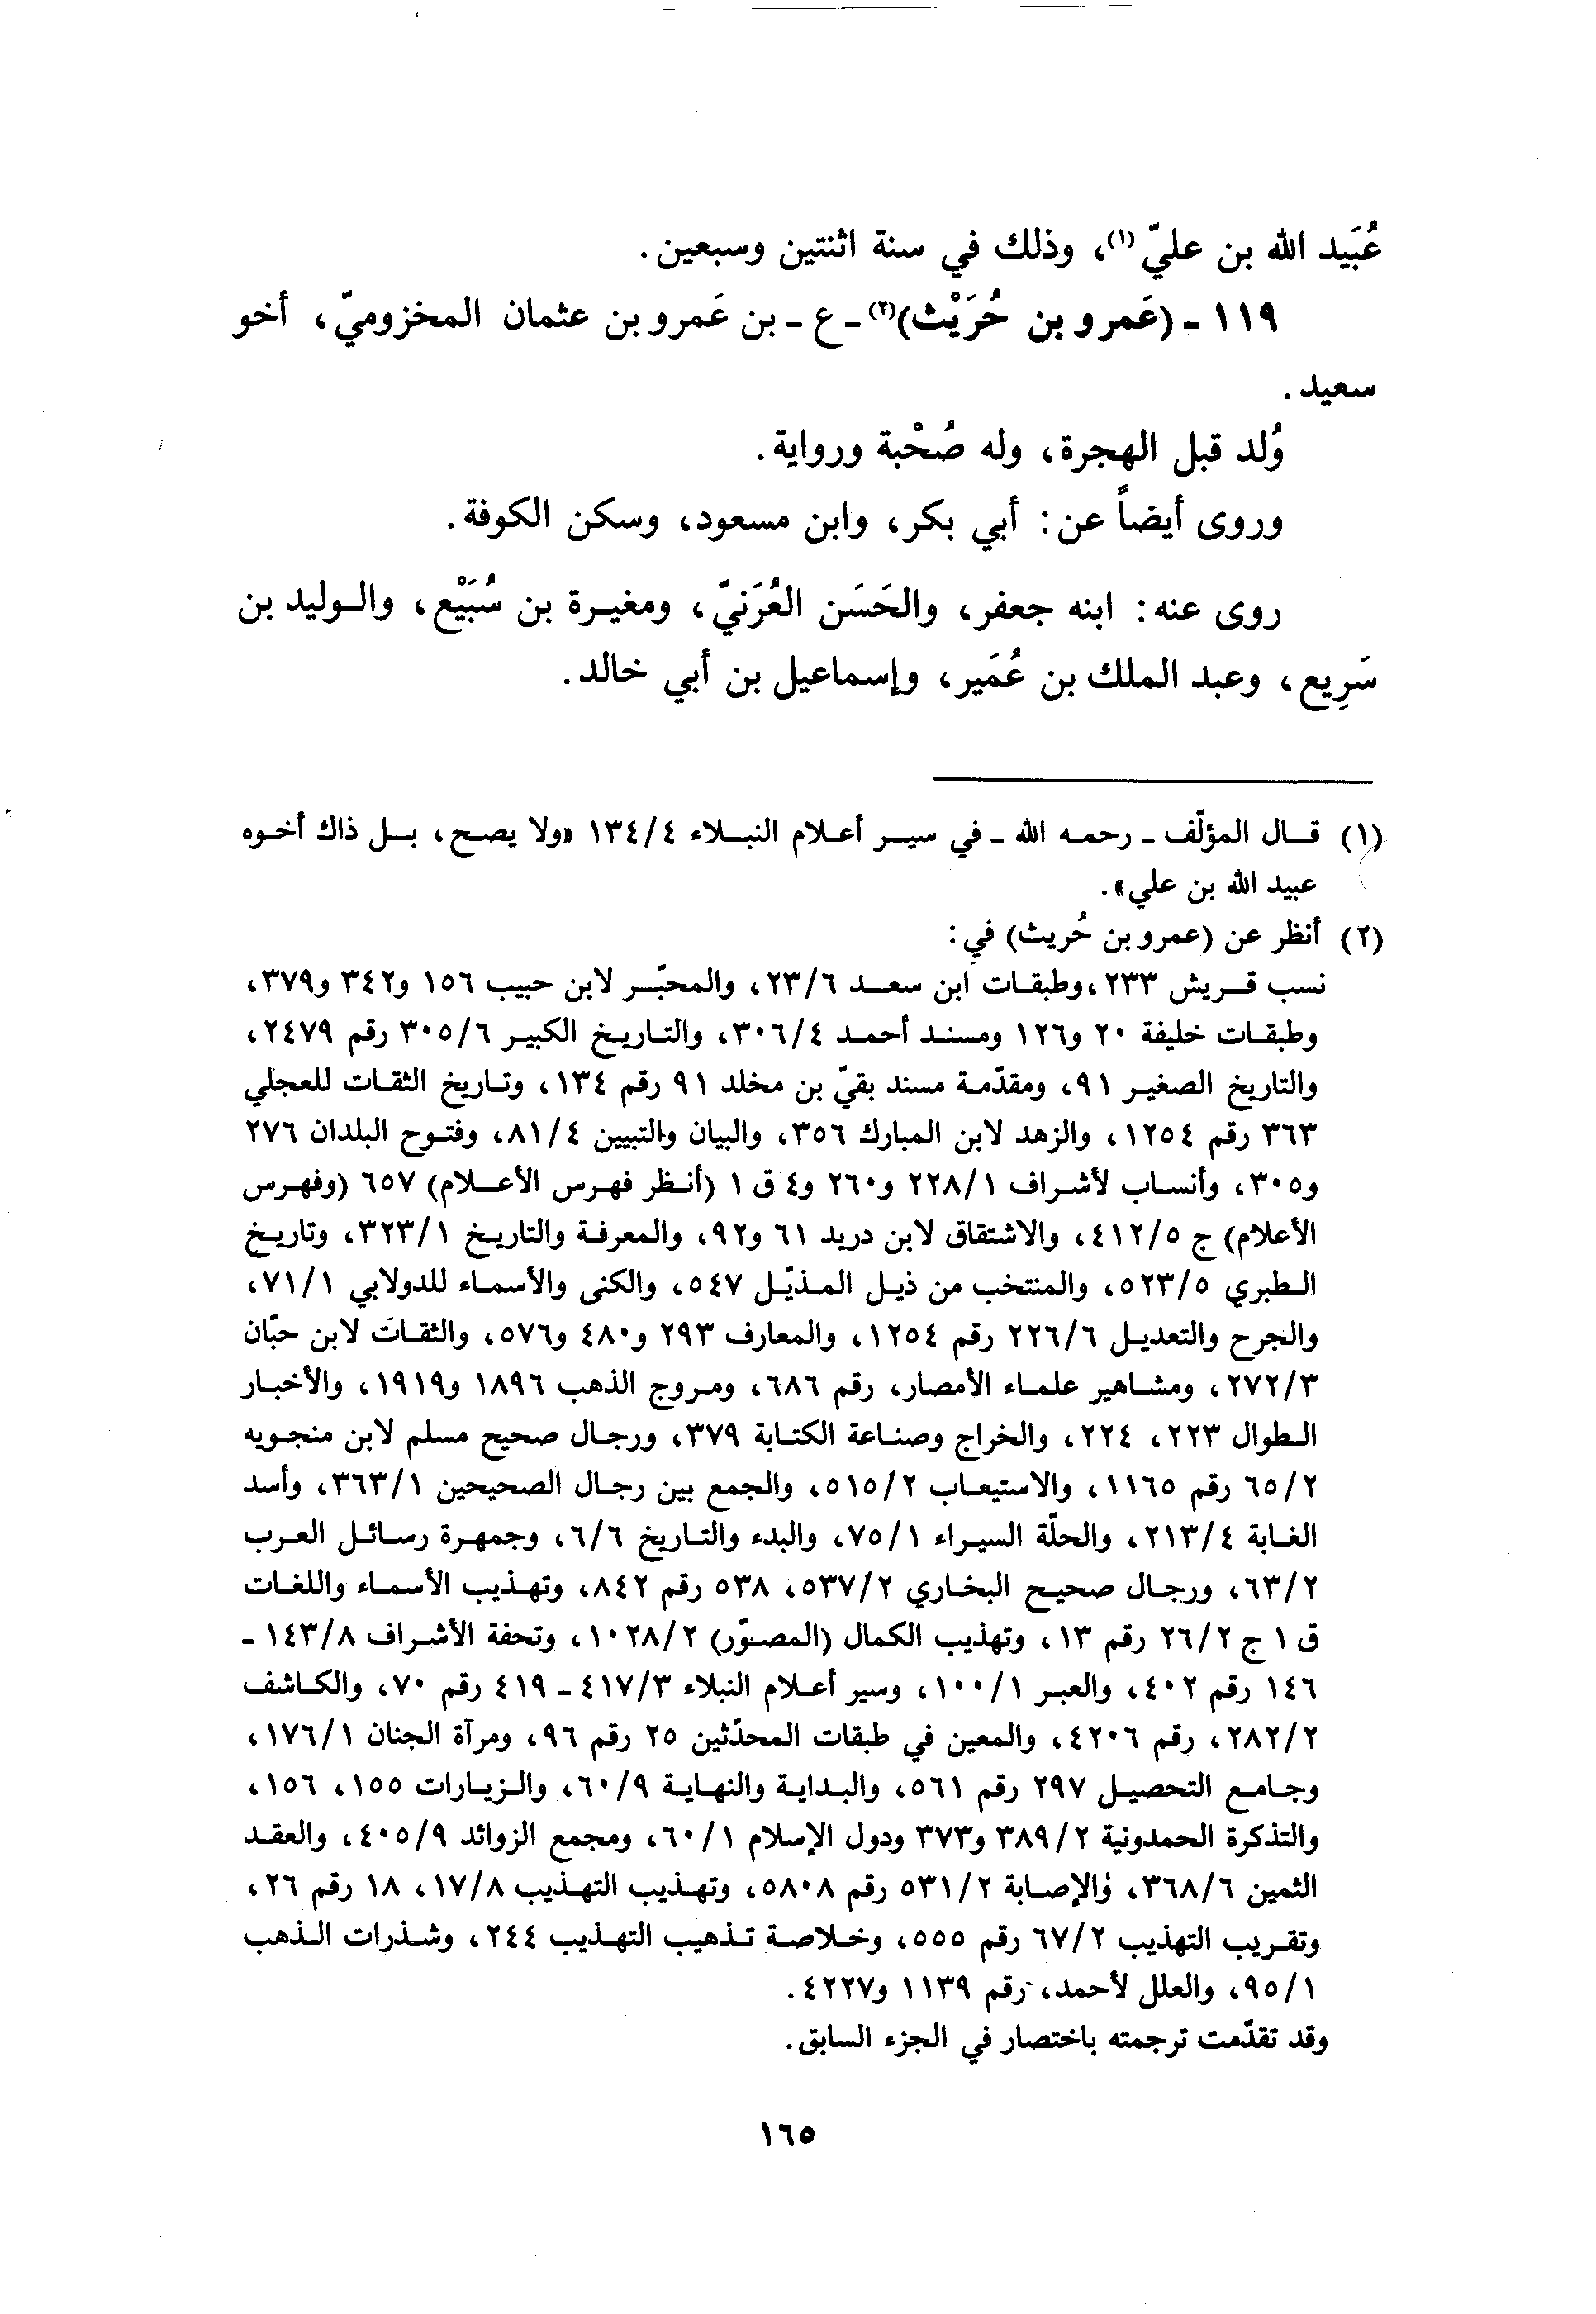 عُبَيد الله بن عليّ(١)، وذلك في سنة اثنتين وسبعين.
١١٩ - (عَمرو بن حُرَيْث)(٢) - ع - بن عَمرو بن عثمان المخزوميّ، أخو
سعيد.
وُلد قبل الهجرة، وله صُحْبة ورواية.
وروى أيضاً عن: أبي بكر، وابن مسعود، وسكن الكوفة.
روى عنه: ابنه جعفر، والحَسَن العُرَنيّ، ومغيرة بن سُبَيْع، والوليد بن
سَرِيع، وعبد الملك بن عُمَير، وإسماعيل بن أبي خالد.
(١) قال المؤلّف - رحمه الله - في سير أعلام النبلاء ١٣٤/٤ «ولا يصح، بل ذاك أخوه
عبيد الله بن علي».
(٢) أنظر عن (عمرو بن حُريث) في:
نسب قريش ٢٣٣، وطبقات ابن سعد ٢٣/٦، والمحبّر لابن حبيب ١٥٦ و٣٤٢ و٣٧٩،
وطبقات خليفة ٢٠ و١٢٦ ومسند أحمد ٣٠٦/٤، والتاريخ الكبير ٣٠٥/٦ رقم ٢٤٧٩،
والتاريخ الصغير ٩١، ومقدّمة مسند بقيّ بن مخلد ٩١ رقم ١٣٤، وتاريخ الثقات للعجلي
٣٦٣ رقم ١٢٥٤، والزهد لابن المبارك ٣٥٦، والبيان والتبيين ٨١/٤، وفتوح البلدان ٢٧٦
و٣٠٥، وأنساب لأشراف ٢٢٨/١ و٢٦٠ و٤ ق ١ (أنظر فهرس الأعلام) ٦٥٧ (وفهرس
الأعلام) ج ٤١٢/٥، والاشتقاق لابن دريد ٦١ و٩٢، والمعرفة والتاريخ ٣٢٣/١، وتاريخ
الطبري ٥٢٣/٥، والمنتخب من ذيل المذيّل ٥٤٧، والكنى والأسماء للدولابي ٧١/١،
والجرح والتعديل ٢٢٦/٦ رقم ١٢٥٤، والمعارف ٢٩٣ و٤٨٠ و٥٧٦، والثقات لابن حبّان
٢٧٢/٣، ومشاهير علماء الأمصار، رقم ٦٨٦، ومروج الذهب ١٨٩٦ و١٩١٩، والأخبار
الطوال ٢٢٣، ٢٢٤، والخراج وصناعة الكتابة ٣٧٩، ورجال صحيح مسلم لابن منجويه
٦٥/٢ رقم ١١٦٥، والاستيعاب ٥١٥/٢، والجمع بين رجال الصحيحين ٣٦٣/١، وأسد
الغابة ٢١٣/٤، والحلّة السيراء ٧٥/١، والبدء والتاريخ ٦/٦، وجمهرة رسائل العرب
٦٣/٢، ورجال صحيح البخاري ٥٣٧/٢، ٥٣٨ رقم ٨٤٢، وتهذيب الأسماء واللغات
ق ١ ج ٢٦/٢ رقم ١٣، وتهذيب الكمال (المصوّر) ١٠٢٨/٢، وتحفة الأشراف ١٤٣/٨ -
١٤٦ رقم ٤٠٢، والعبر ١٠٠/١، وسير أعلام النبلاء ٤١٧/٣ - ٤١٩ رقم ٧٠، والكاشف
٢٨٢/٢، رقم ٤٢٠٦، والمعين في طبقات المحدّثين ٢٥ رقم ٩٦، ومرآة الجنان ١٧٦/١،
وجامع التحصيل ٢٩٧ رقم ٥٦١، والبداية والنهاية ٦٠/٩، والزيارات ١٥٥، ١٥٦،
والتذكرة الحمدونية ٣٨٩/٢ و٣٧٣ ودول الإسلام ٦٠/١، ومجمع الزوائد ٤٠٥/٩، والعقد
الثمين ٣٦٨/٦، والإصابة ٥٣١/٢ رقم ٥٨٠٨، وتهذيب التهذيب ١٧/٨، ١٨ رقم ٢٦،
وتقريب التهذيب ٦٧/٢ رقم ٥٥٥، وخلاصة تذهيب التهذيب ٢٤٤، وشذرات الذهب
٩٥/١، والعلل لأحمد، رقم ١١٣٩ و٤٢٢٧.
وقد تقدّمت ترجمته باختصار في الجزء السابق.
١٦٥